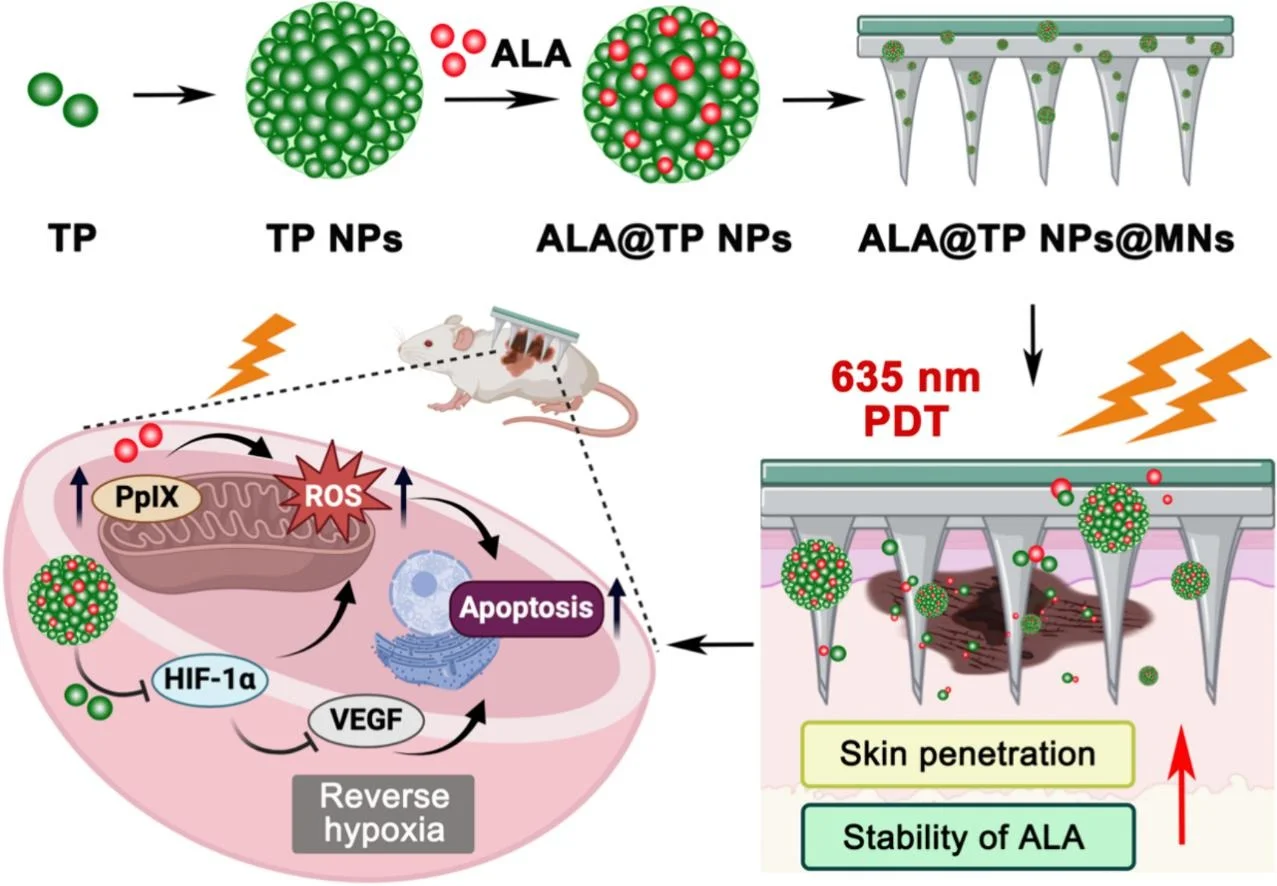 ALA
TP
TP NPs
ALA@TP NPs
ALA@TP NPs@MNs
635 nm
PDT
PpIX
ROS
Apoptosis
HIF-1α
VEGF
Reverse
hypoxia
Skin penetration
Stability of ALA